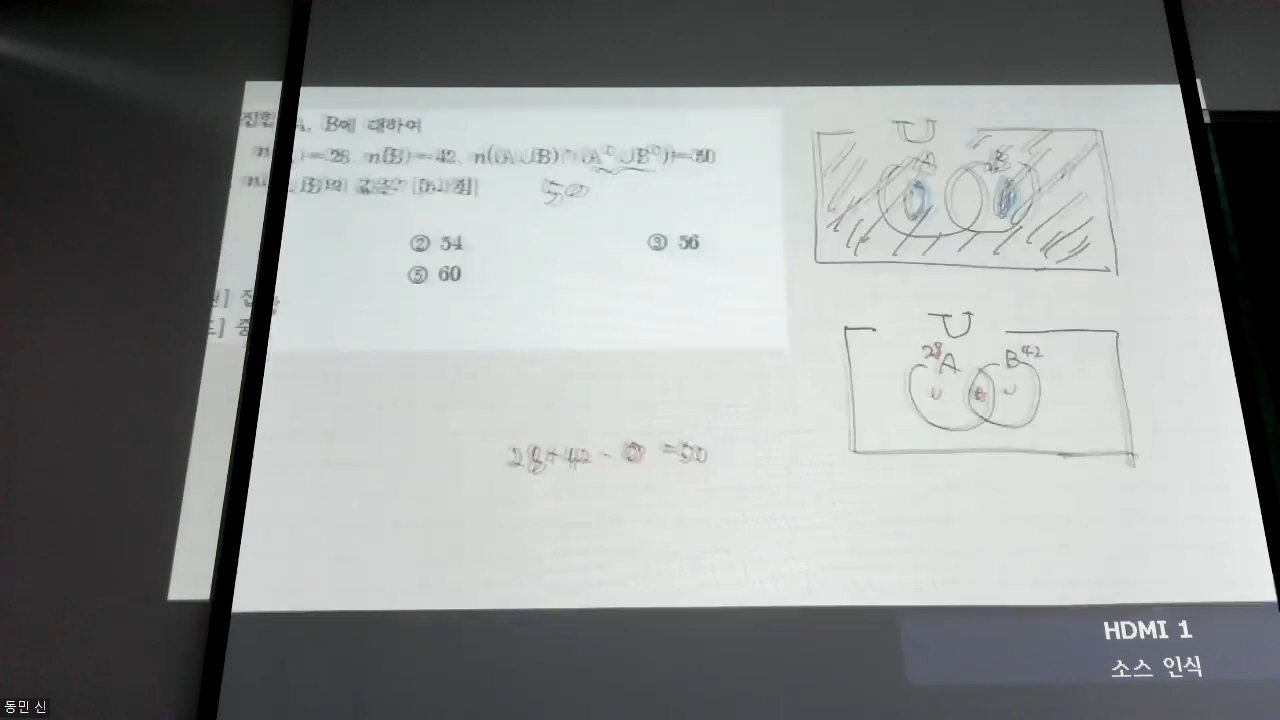 집합 A, B에 대하여
=28, n(B)=42, n((A∪B)∩(A^C∪B^C))=50
50
② 54 ③ 56
⑤ 60
U
A B
U
28 A B 42
28+42- =50
HDMI 1
소스 인식
동민 신